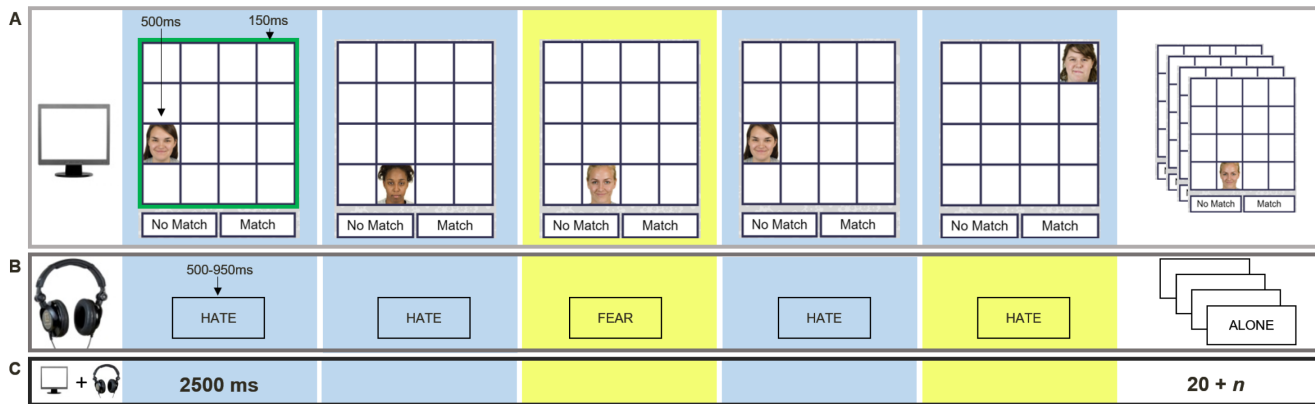 A
500ms
150ms
No Match
Match
No Match
Match
No Match
Match
No Match
Match
No Match
Match
No Match
Match
B
500-950ms
HATE
HATE
FEAR
HATE
HATE
ALONE
C
+
2500 ms
20 + n